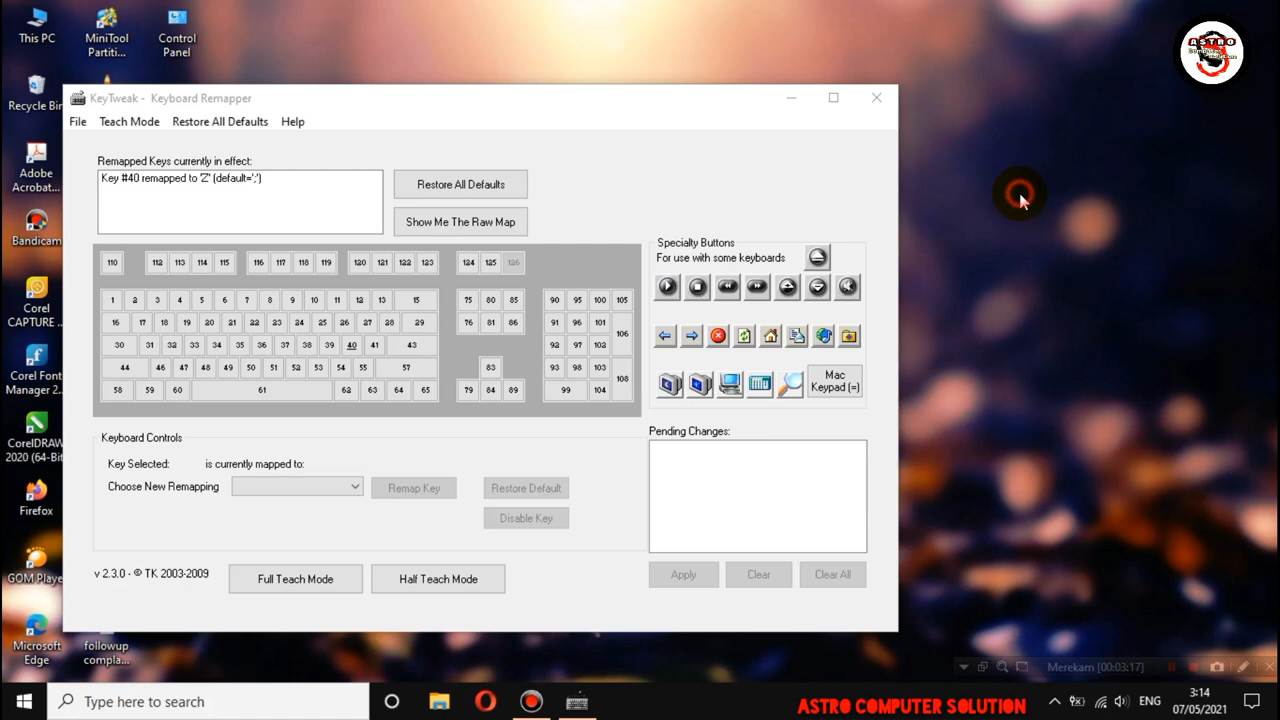 This PC
MiniTool
Partiti...
Control
Panel
ASTRO
Recycle Bin
Adobe
Acrobat...
Bandicam
Corel
CAPTURE ...
Corel Font
Manager 2...
CorelDRAW
2020 (64-Bit
Firefox
GOM Player
Microsoft
Edge
followup
compla...
KeyTweak - Keyboard Remapper
File Teach Mode Restore All Defaults Help
Remapped Keys currently in effect:
Key #40 remapped to 'Z' (default=';')
Restore All Defaults
Show Me The Raw Map
110 112 113 114 115 116 117 118 119 120 121 122 123 124 125 126
1 2 3 4 5 6 7 8 9 10 11 12 13 15 75 80 85 90 95 100 105
16 17 18 19 20 21 22 23 24 25 26 27 28 29 76 81 86 91 96 101
106
30 31 32 33 34 35 36 37 38 39 40 41 43 92 97 102
44 46 47 48 49 50 51 52 53 54 55 57 83 93 98 103
108
58 59 60 61 62 63 64 65 79 84 89 99 104
Specialty Buttons
For use with some keyboards
Mac
Keypad (=)
Keyboard Controls
Key Selected: is currently mapped to:
Choose New Remapping
Remap Key
Restore Default
Disable Key
Pending Changes:
Apply Clear Clear All
v 2.3.0 - © TK 2003-2009
Full Teach Mode
Half Teach Mode
Merekam [00:03:17]
Type here to search
ASTRO COMPUTER SOLUTION
ENG
3:14
07/05/2021